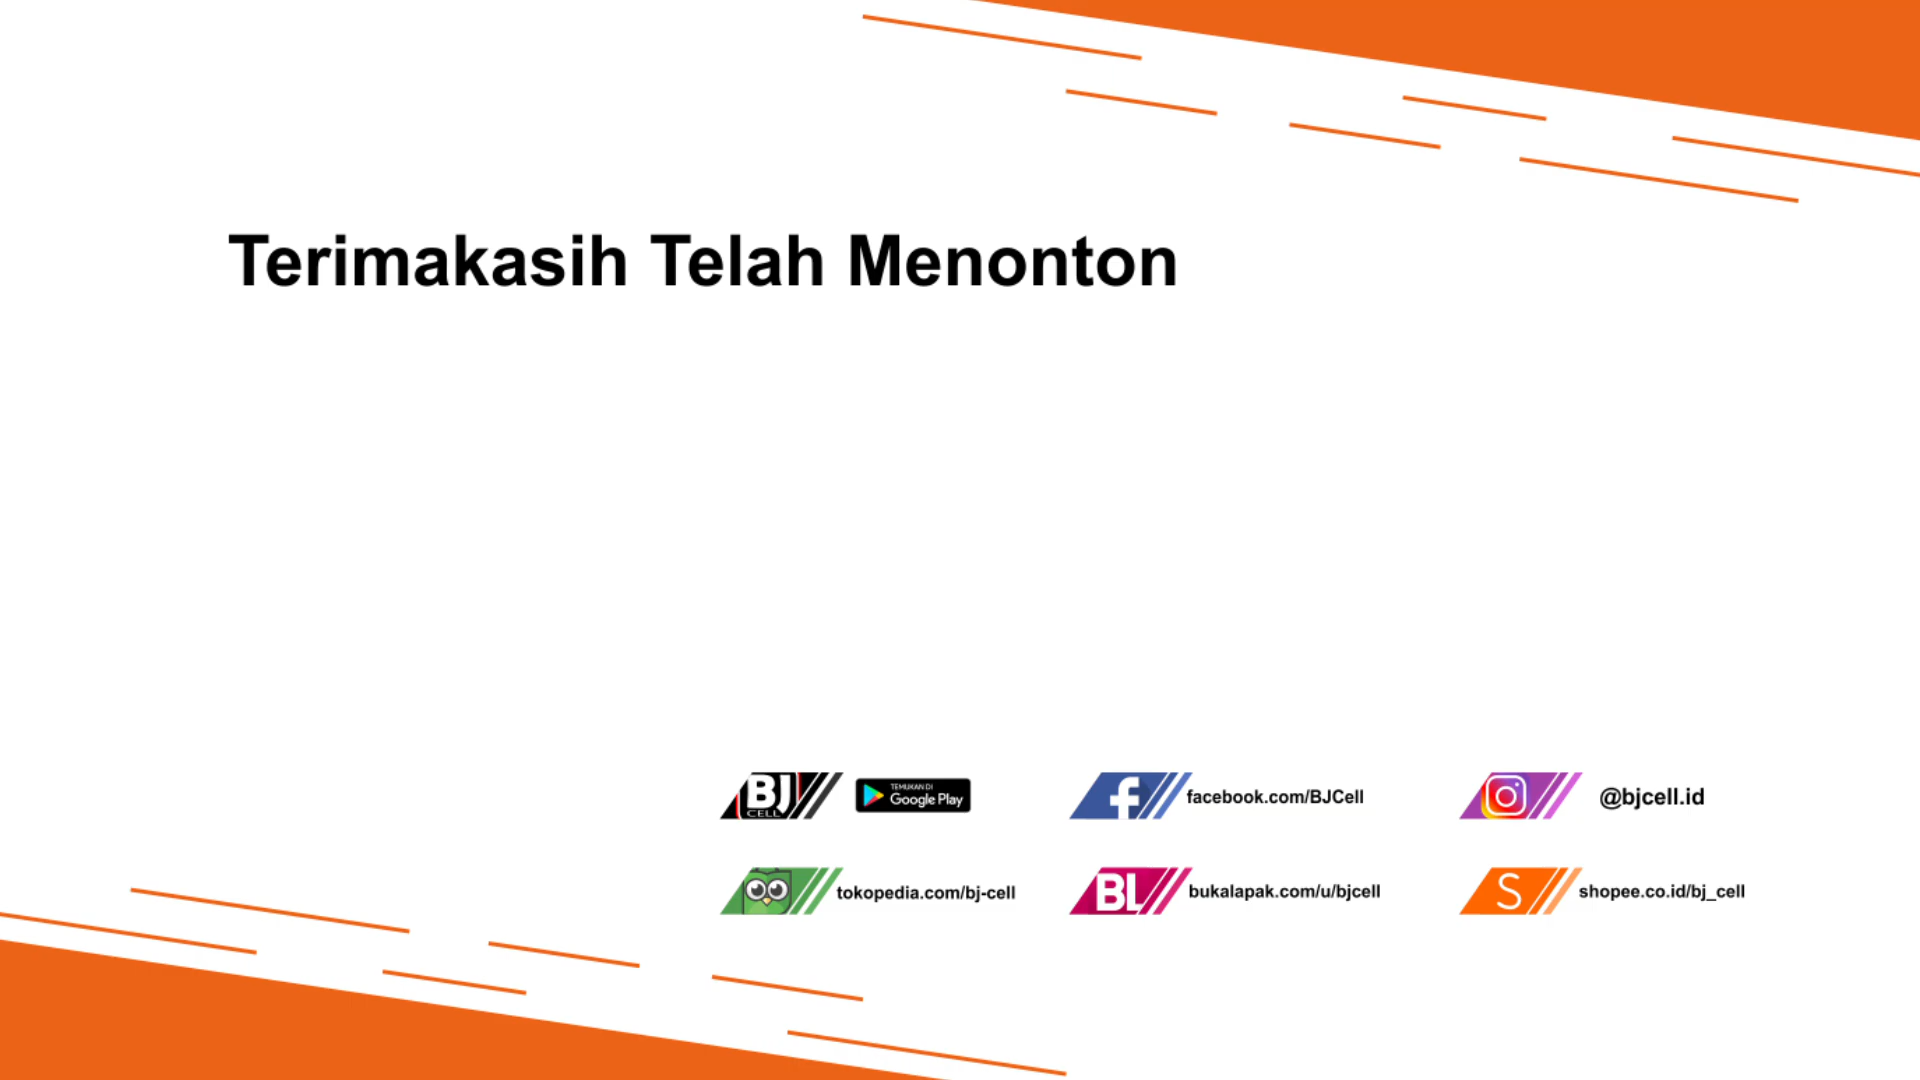 Terimakasih Telah Menonton
BJ CELL
TEMUKAN DI
Google Play
facebook.com/BJCell
@bjcell.id
tokopedia.com/bj-cell
BL
bukalapak.com/u/bjcell
S
shopee.co.id/bj_cell